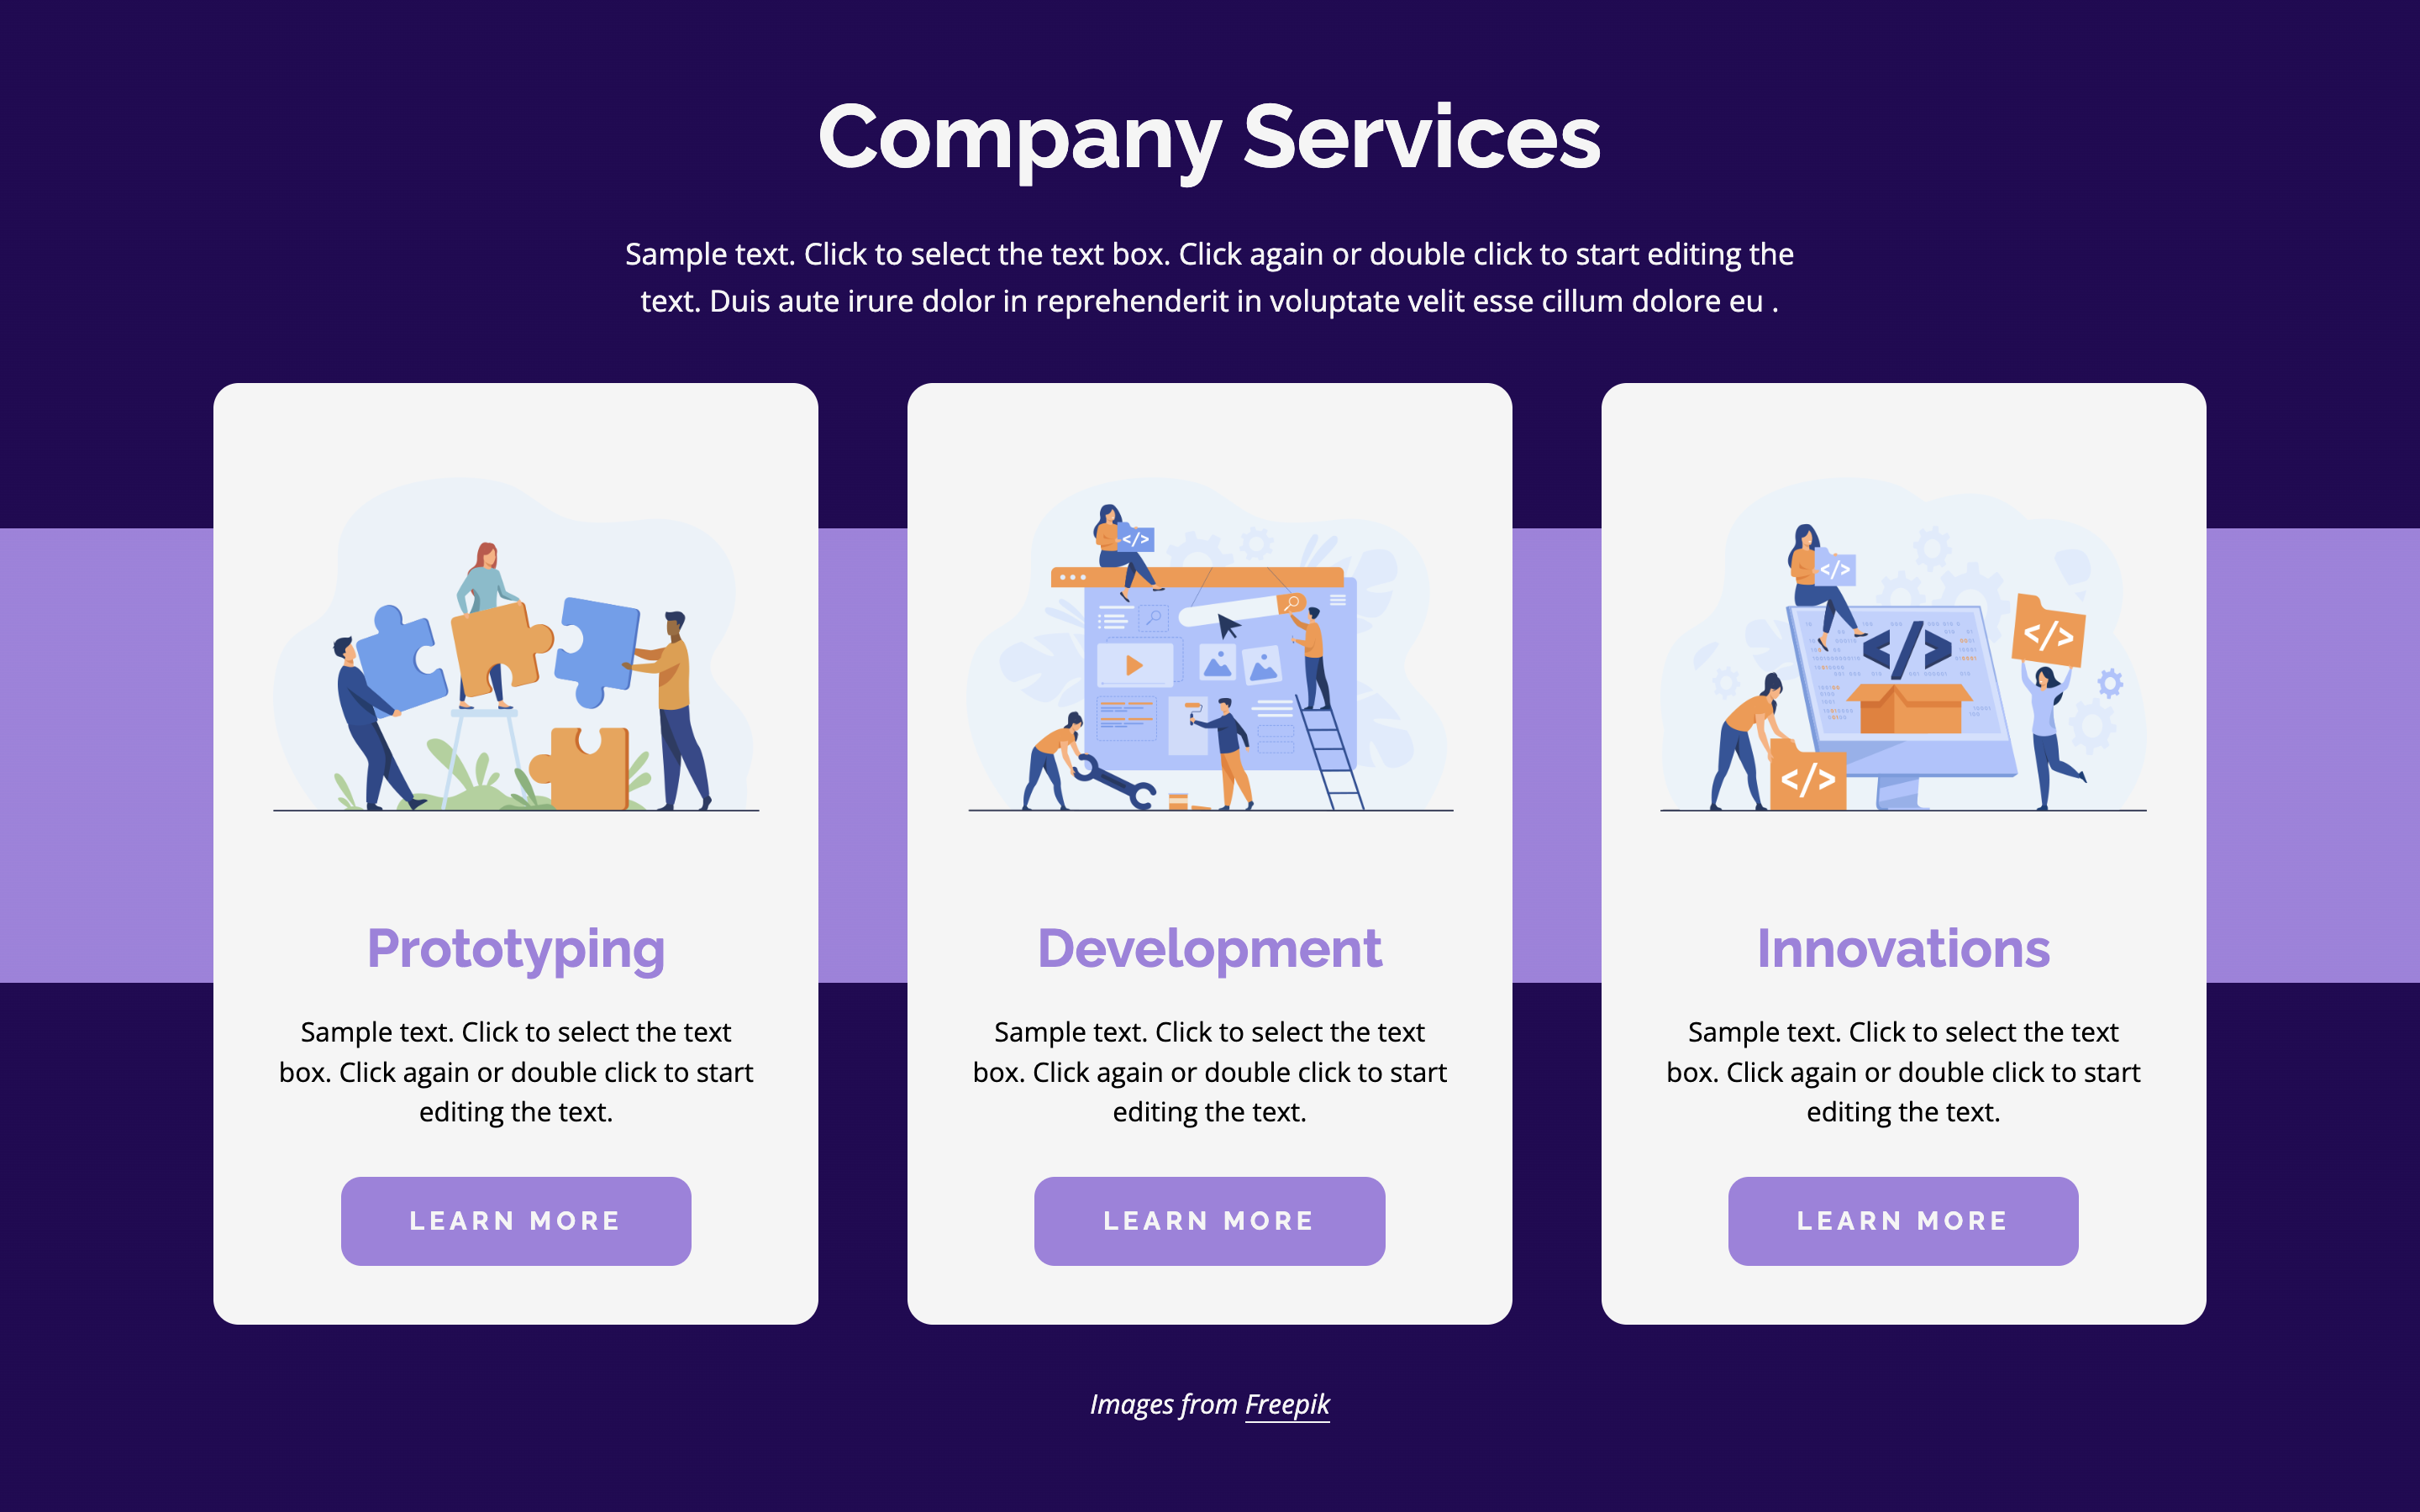 Company Services
Sample text. Click to select the text box. Click again or double click to start editing the
text. Duis aute irure dolor in reprehenderit in voluptate velit esse cillum dolore eu .
</>
</>
</>
</>
</>
Prototyping
Sample text. Click to select the text
box. Click again or double click to start
editing the text.
LEARN MORE
Development
Sample text. Click to select the text
box. Click again or double click to start
editing the text.
LEARN MORE
Innovations
Sample text. Click to select the text
box. Click again or double click to start
editing the text.
LEARN MORE
Images from Freepik